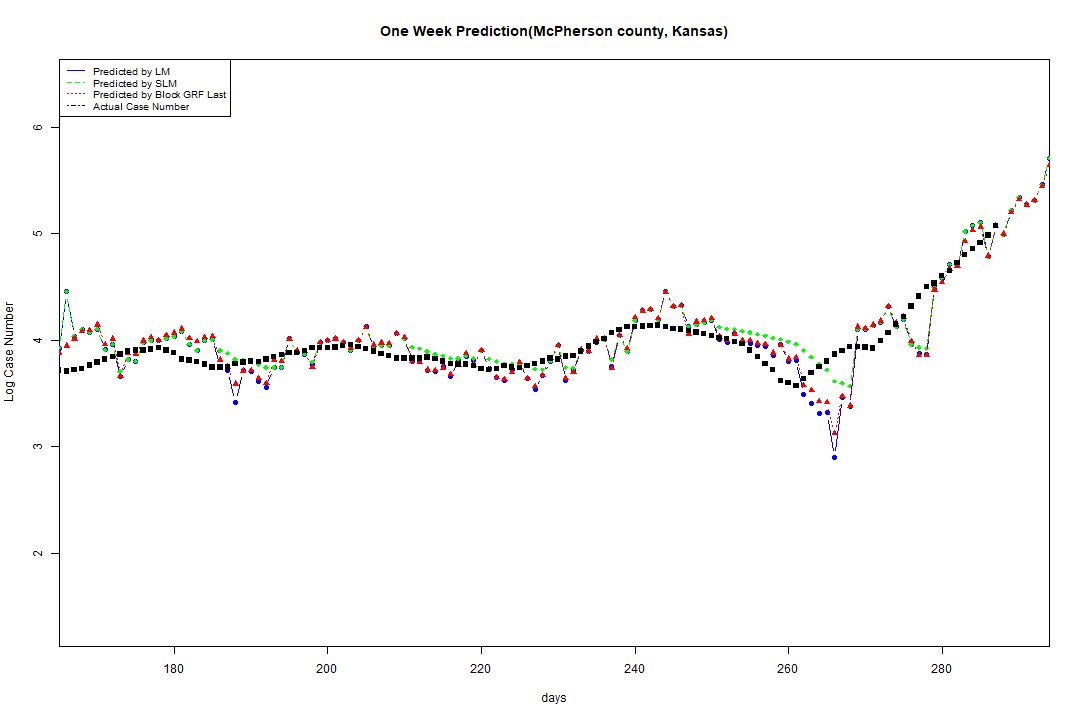 One Week Prediction(McPherson county, Kansas)
Predicted by LM
Predicted by SLM
Predicted by Block GRF Last
Actual Case Number
6
5
4
3
2
Log Case Number
180 200 220 240 260 280
days